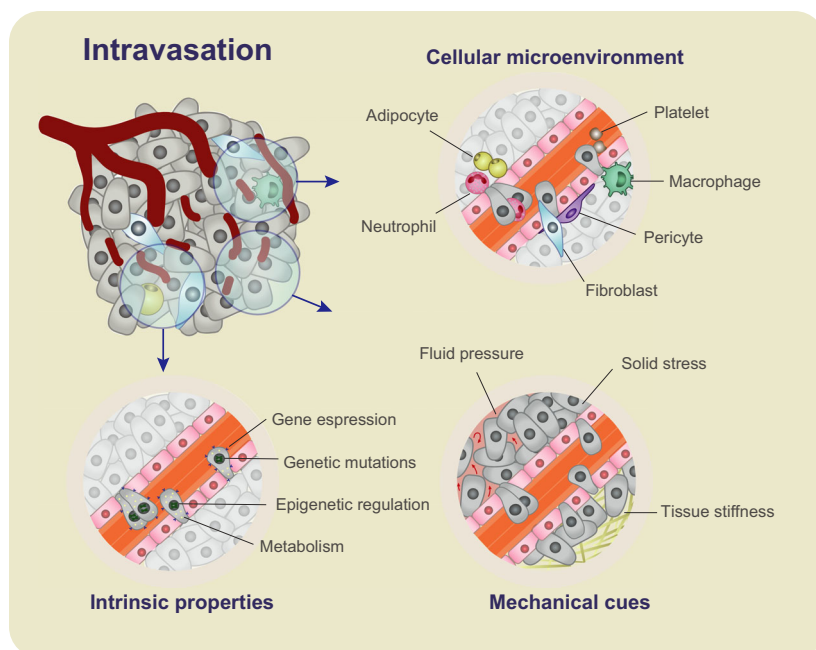 Intravasation
Cellular microenvironment
Adipocyte
Platelet
Macrophage
Neutrophil
Pericyte
Fibroblast
Fluid pressure
Solid stress
Gene espression
Genetic mutations
Epigenetic regulation
Tissue stiffness
Metabolism
Intrinsic properties
Mechanical cues